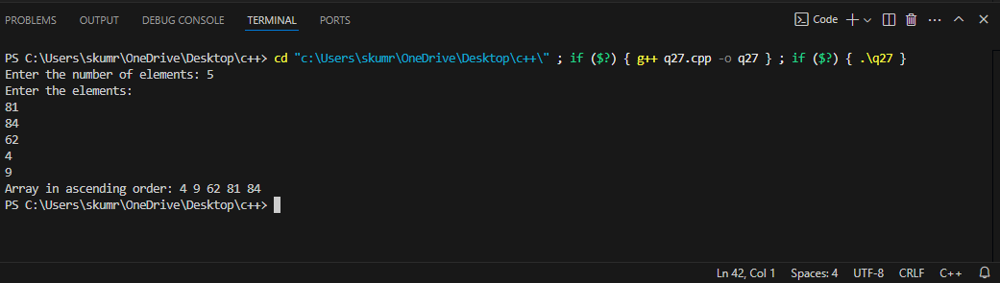 PROBLEMS OUTPUT DEBUG CONSOLE TERMINAL PORTS Code
PS C:\Users\skumr\OneDrive\Desktop\c++> cd "c:\Users\skumr\OneDrive\Desktop\c++\" ; if ($?) { g++ q27.cpp -o q27 } ; if ($?) { .\q27 }
Enter the number of elements: 5
Enter the elements:
81
84
62
4
9
Array in ascending order: 4 9 62 81 84
PS C:\Users\skumr\OneDrive\Desktop\c++>
Ln 42, Col 1 Spaces: 4 UTF-8 CRLF C++